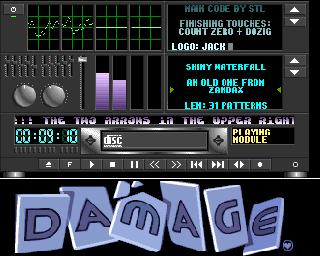 MAIN CODE BY STL
FINISHING TOUCHES:
COUNT ZERO + DOZIG
LOGO: JACK
SHINY WATERFALL
AN OLD ONE FROM
ZANDAX
LEN: 31 PATTERNS
!!! THE TWO ARROWS IN THE UPPER RIGHT
00:09:10
disc
PLAYING
MODULE
F
DAMAGE